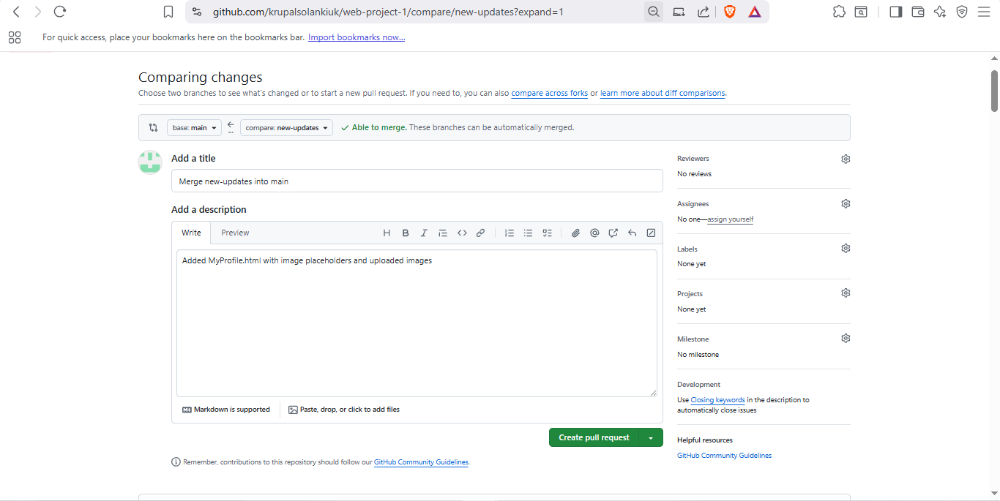 github.com/krupalsolankiuk/web-project-1/compare/new-updates?expand=1
For quick access, place your bookmarks here on the bookmarks bar. Import bookmarks now...
Comparing changes
Choose two branches to see what's changed or to start a new pull request. If you need to, you can also compare across forks or learn more about diff comparisons.
base: main ... compare: new-updates Able to merge. These branches can be automatically merged.
Add a title
Merge new-updates into main
Add a description
Write Preview
Added MyProfile.html with image placeholders and uploaded images
Markdown is supported Paste, drop, or click to add files
Create pull request
Remember, contributions to this repository should follow our GitHub Community Guidelines.
Reviewers
No reviews
Assignees
No one—assign yourself
Labels
None yet
Projects
None yet
Milestone
No milestone
Development
Use Closing keywords in the description to
automatically close issues
Helpful resources
GitHub Community Guidelines